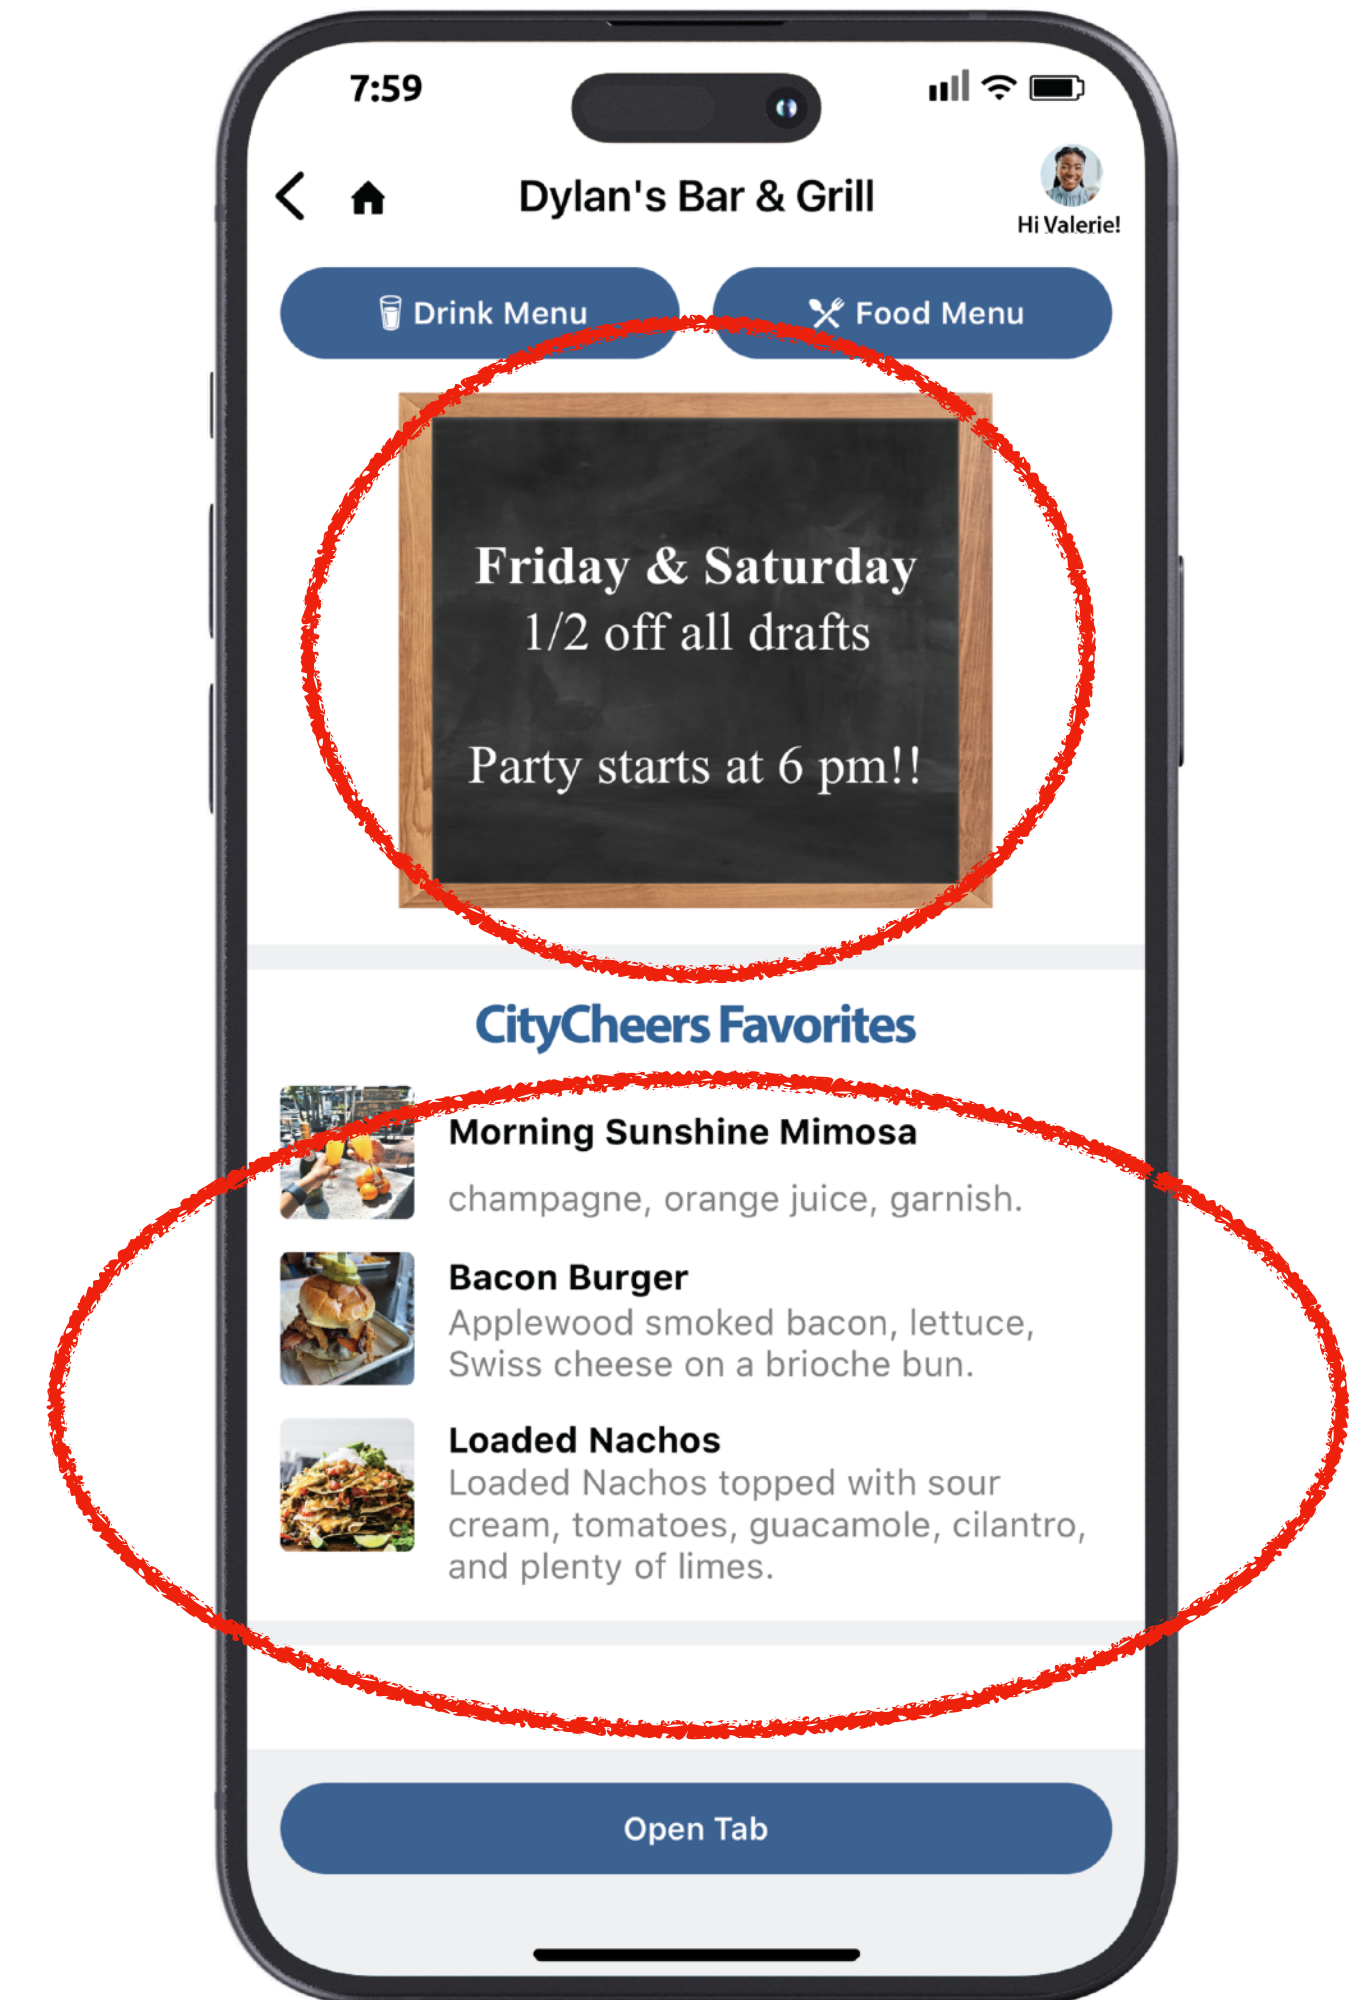 7:59
Dylan's Bar & Grill
Hi Valerie!
Drink Menu
Food Menu
Friday & Saturday
1/2 off all drafts
Party starts at 6 pm!!
CityCheers Favorites
Morning Sunshine Mimosa
champagne, orange juice, garnish.
Bacon Burger
Applewood smoked bacon, lettuce,
Swiss cheese on a brioche bun.
Loaded Nachos
Loaded Nachos topped with sour
cream, tomatoes, guacamole, cilantro,
and plenty of limes.
Open Tab